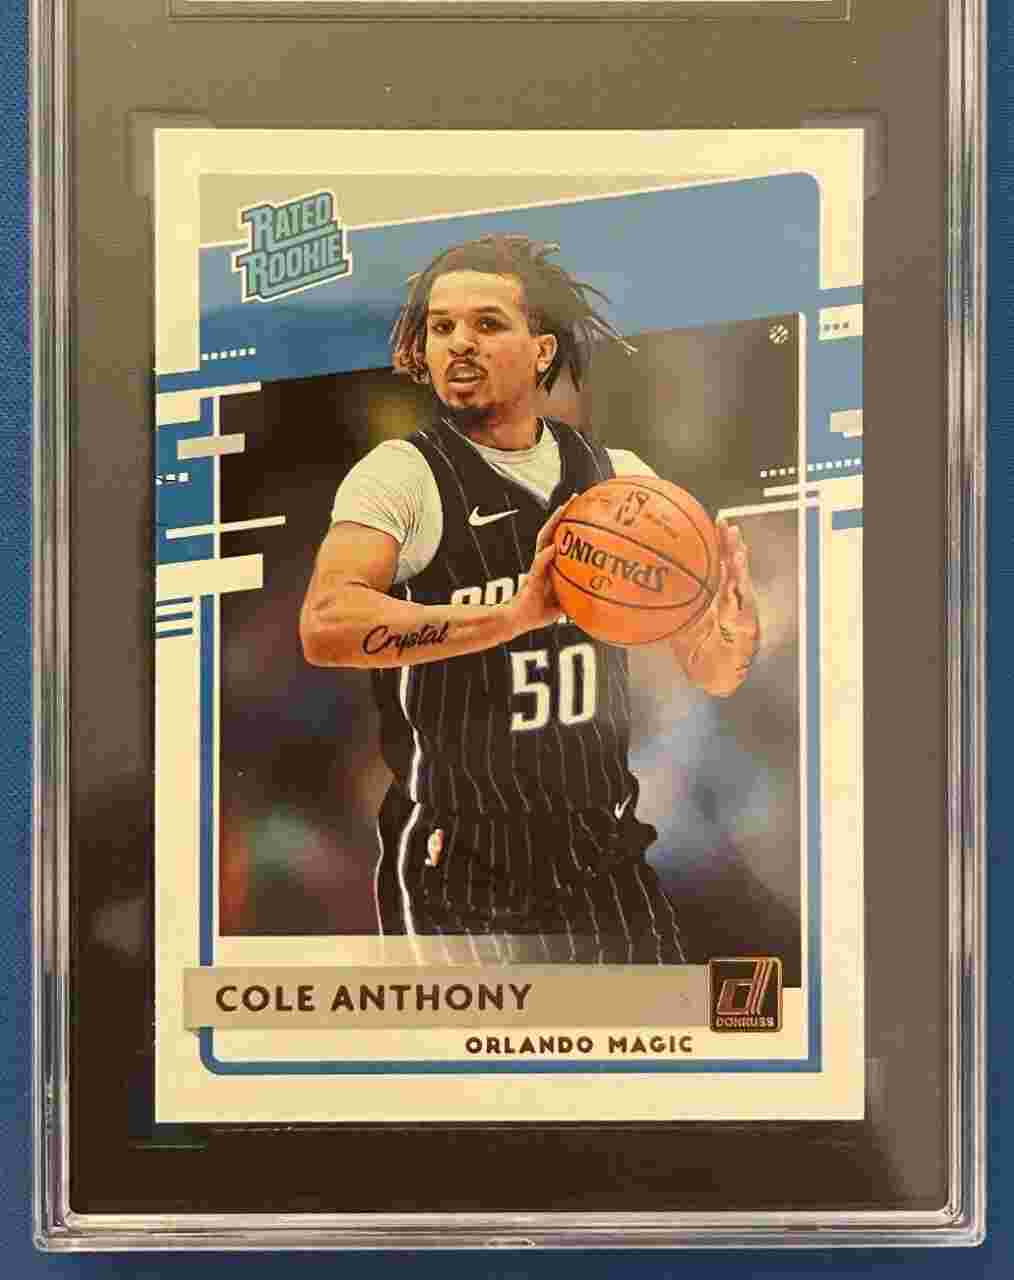 RATED
ROOKIE
SPALDING
Crystal
50
COLE ANTHONY
DONRUSS
ORLANDO MAGIC